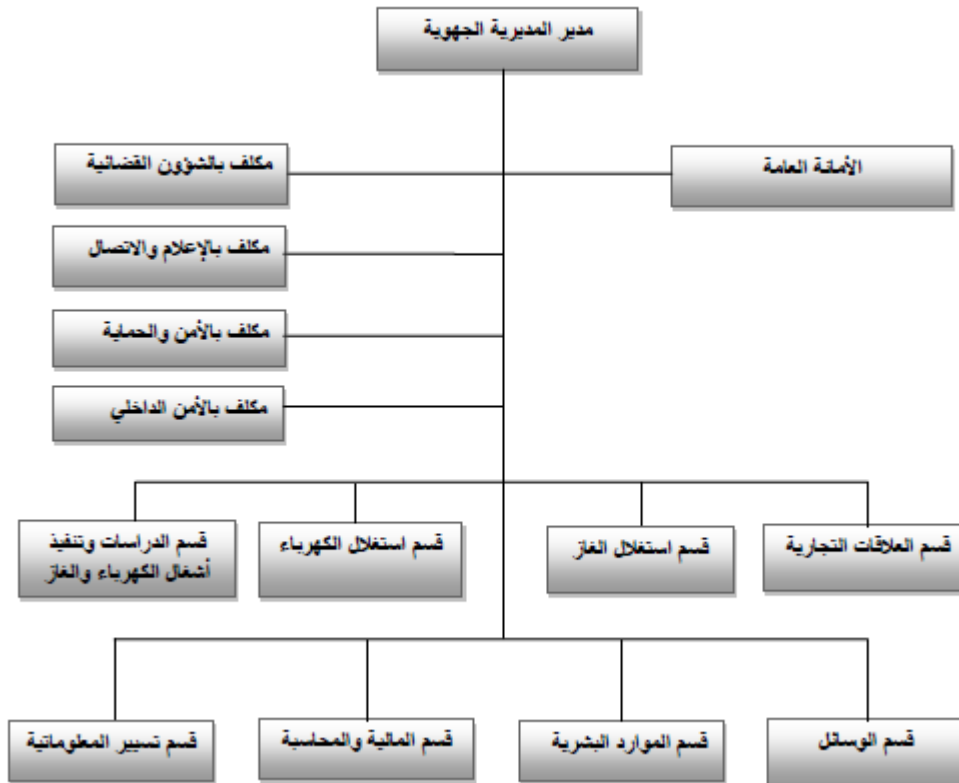 مدير المديرية الجهوية
الأمانة العامة
مكلف بالشؤون القضائية
مكلف بالإعلام والاتصال
مكلف بالأمن والحماية
مكلف بالأمن الداخلي
قسم العلاقات التجارية
قسم استغلال الغاز
قسم استغلال الكهرباء
قسم الدراسات وتنفيذ
أشغال الكهرباء والغاز
قسم الوسائل
قسم الموارد البشرية
قسم المالية والمحاسبة
قسم تسيير المعلوماتية